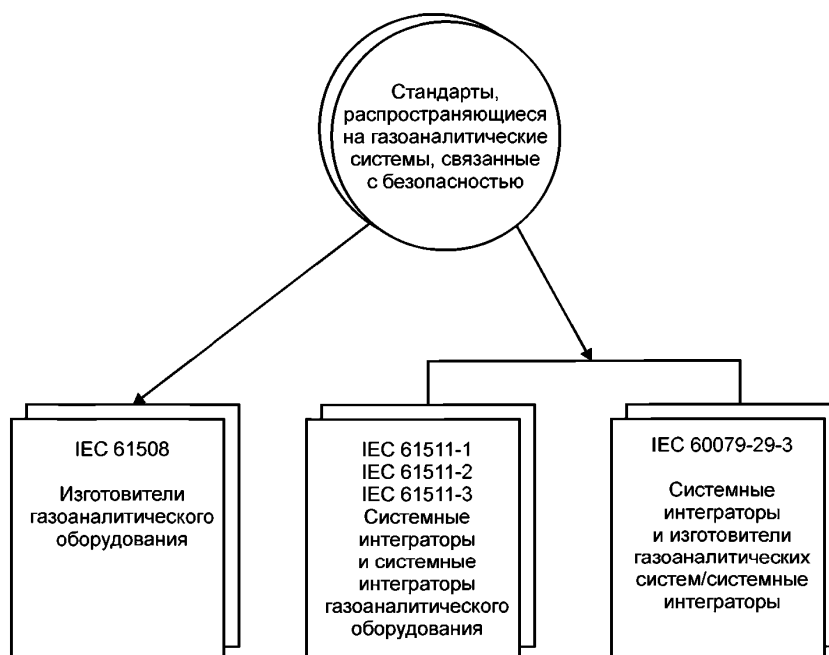 Стандарты,
распространяющиеся
на газоаналитические
системы, связанные
с безопасностью
IEC 61508
Изготовители
газоаналитического
оборудования
IEC 61511-1
IEC 61511-2
IEC 61511-3
Системные
интеграторы
и системные
интеграторы
газоаналитического
оборудования
IEC 60079-29-3
Системные
интеграторы
и изготовители
газоаналитических
систем/системные
интеграторы